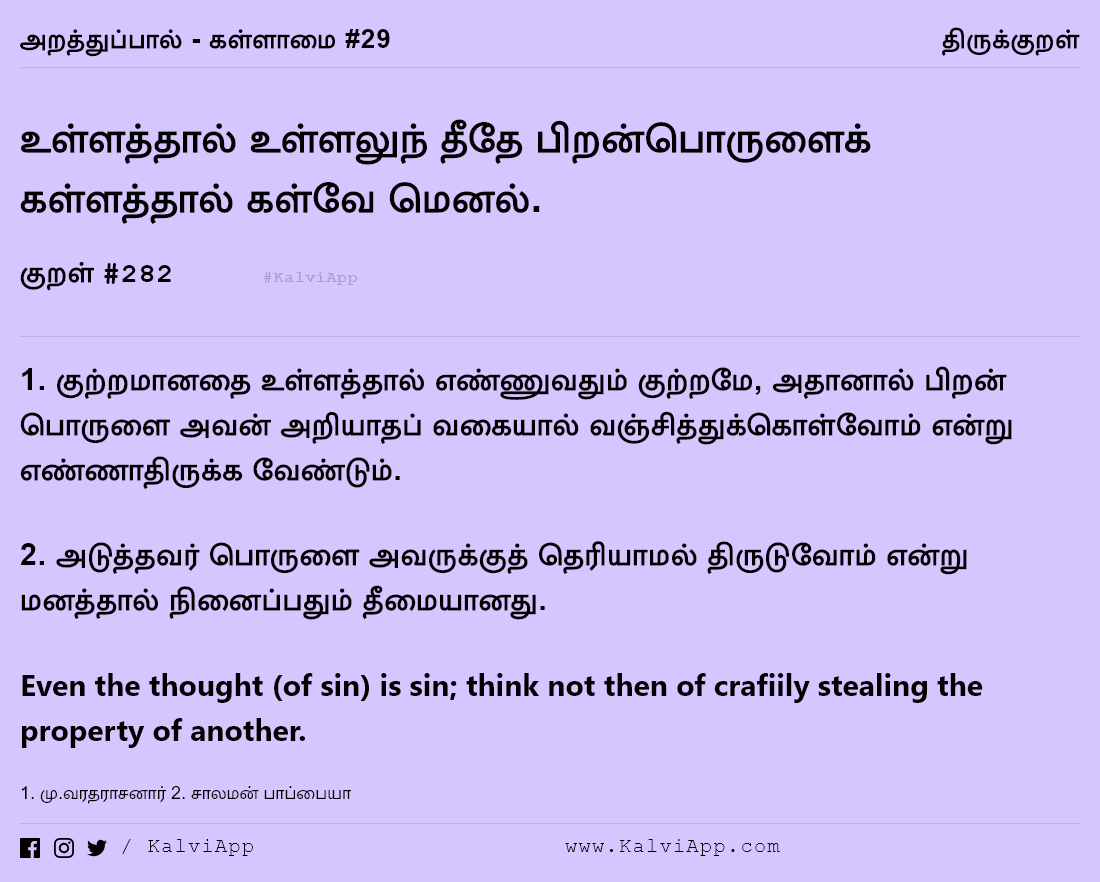 அறத்துப்பால் - கள்ளாமை #29
திருக்குறள்
உள்ளத்தால் உள்ளலுந் தீதே பிறன்பொருளைக்
கள்ளத்தால் கள்வே மெனல்.
குறள் #282
#KalviApp
1. குற்றமானதை உள்ளத்தால் எண்ணுவதும் குற்றமே, அதானால் பிறன்
பொருளை அவன் அறியாதப் வகையால் வஞ்சித்துக்கொள்வோம் என்று
எண்ணாதிருக்க வேண்டும்.
2. அடுத்தவர் பொருளை அவருக்குத் தெரியாமல் திருடுவோம் என்று
மனத்தால் நினைப்பதும் தீமையானது.
Even the thought (of sin) is sin; think not then of crafiily stealing the
property of another.
1. மு.வரதராசனார் 2. சாலமன் பாப்பையா
/ KalviApp
www.KalviApp.com